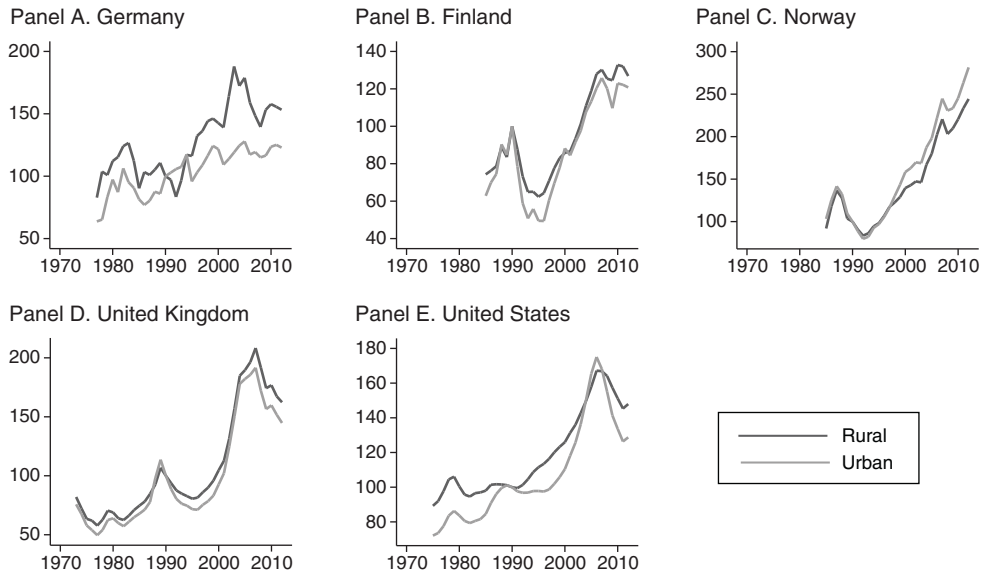 Panel A. Germany
200
150
100
50
1970 1980 1990 2000 2010
Panel B. Finland
140
120
100
80
60
40
1970 1980 1990 2000 2010
Panel C. Norway
300
250
200
150
100
1970 1980 1990 2000 2010
Panel D. United Kingdom
200
150
100
50
1970 1980 1990 2000 2010
Panel E. United States
180
160
140
120
100
80
1970 1980 1990 2000 2010
Rural
Urban